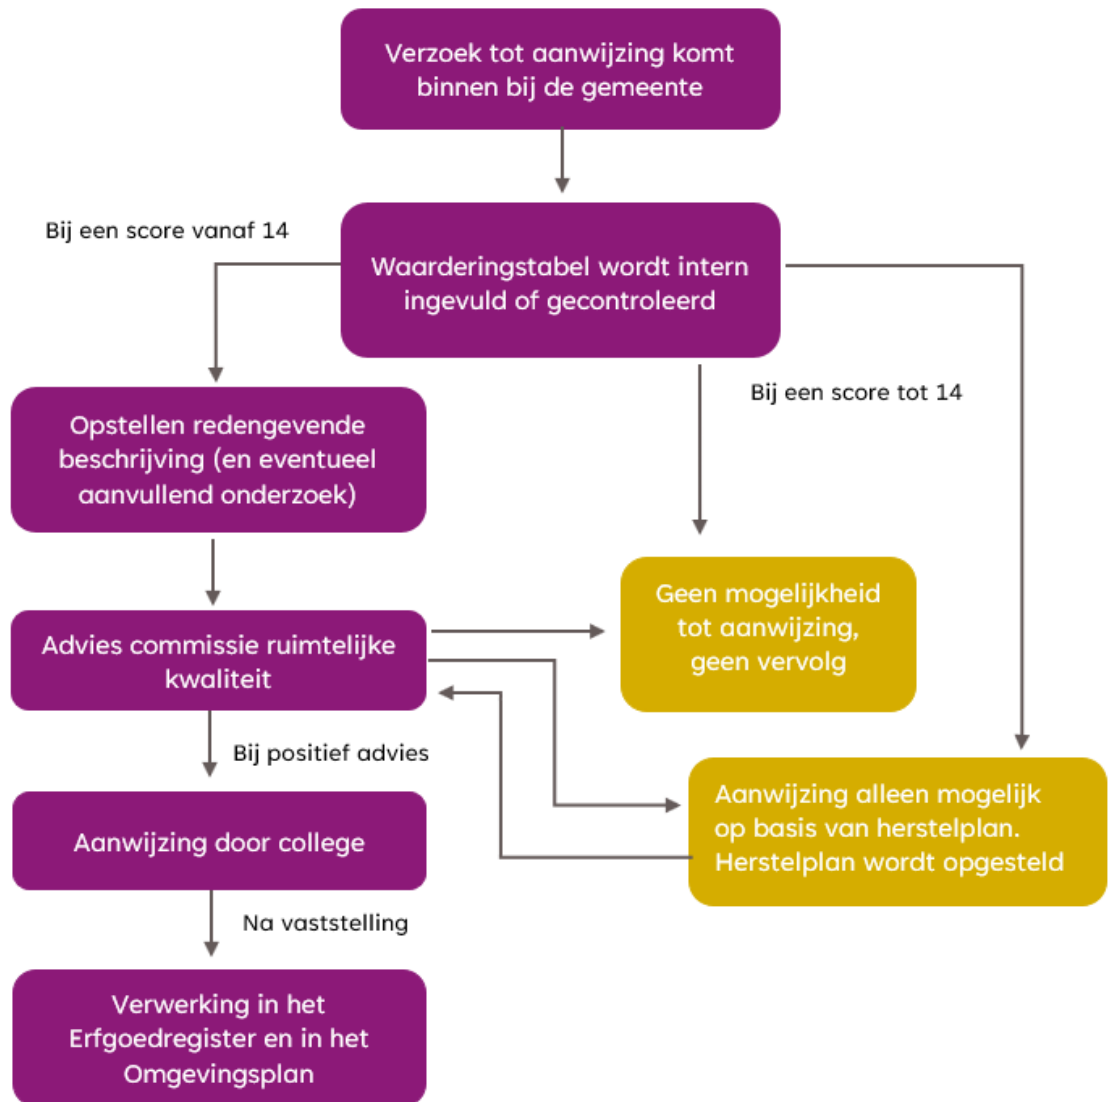 Verzoek tot aanwijzing komt
binnen bij de gemeente
Bij een score vanaf 14
Waarderingstabel wordt intern
ingevuld of gecontroleerd
Bij een score tot 14
Opstellen redengevende
beschrijving (en eventueel
aanvullend onderzoek)
Geen mogelijkheid
tot aanwijzing,
geen vervolg
Advies commissie ruimtelijke
kwaliteit
Bij positief advies
Aanwijzing alleen mogelijk
op basis van herstelplan.
Herstelplan wordt opgesteld
Aanwijzing door college
Na vaststelling
Verwerking in het
Erfgoedregister en in het
Omgevingsplan